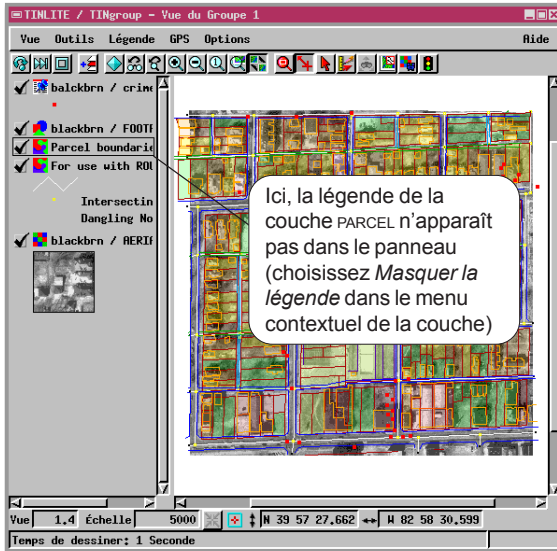 TINLITE / TINgroup - Vue du Groupe 1
Vue Outils Légende GPS Options Aide
balckbrn / crime
blackbrn / FOOTP
Parcel boundarie
For use with ROU
Intersectin
Dangling No
blackbrn / AERIA
Ici, la légende de la
couche PARCEL n'apparaît
pas dans le panneau
(choisissez Masquer la
légende dans le menu
contextuel de la couche)
Vue 1.4 Échelle 5000 N 39 57 27.662 W 82 58 30.599
Temps de dessiner: 1 Seconde